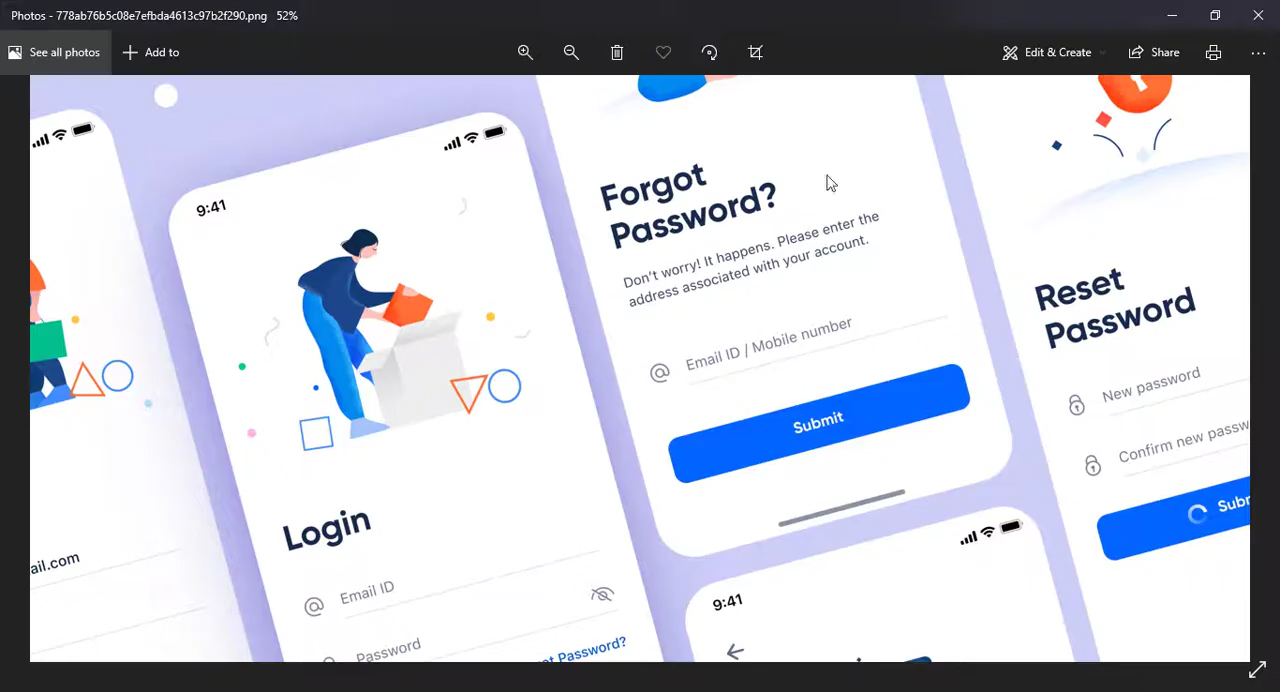 Photos - 778ab76b5c08e7efbda4613c97b2f290.png 52%
See all photos
Add to
Edit & Create
Share
9:41
Login
Email ID
Password
Password?
Forgot
Password?
Don't worry! It happens. Please enter the
address associated with your account.
Email ID / Mobile number
Submit
9:41
Reset
Password
New password
Confirm new
ail.com